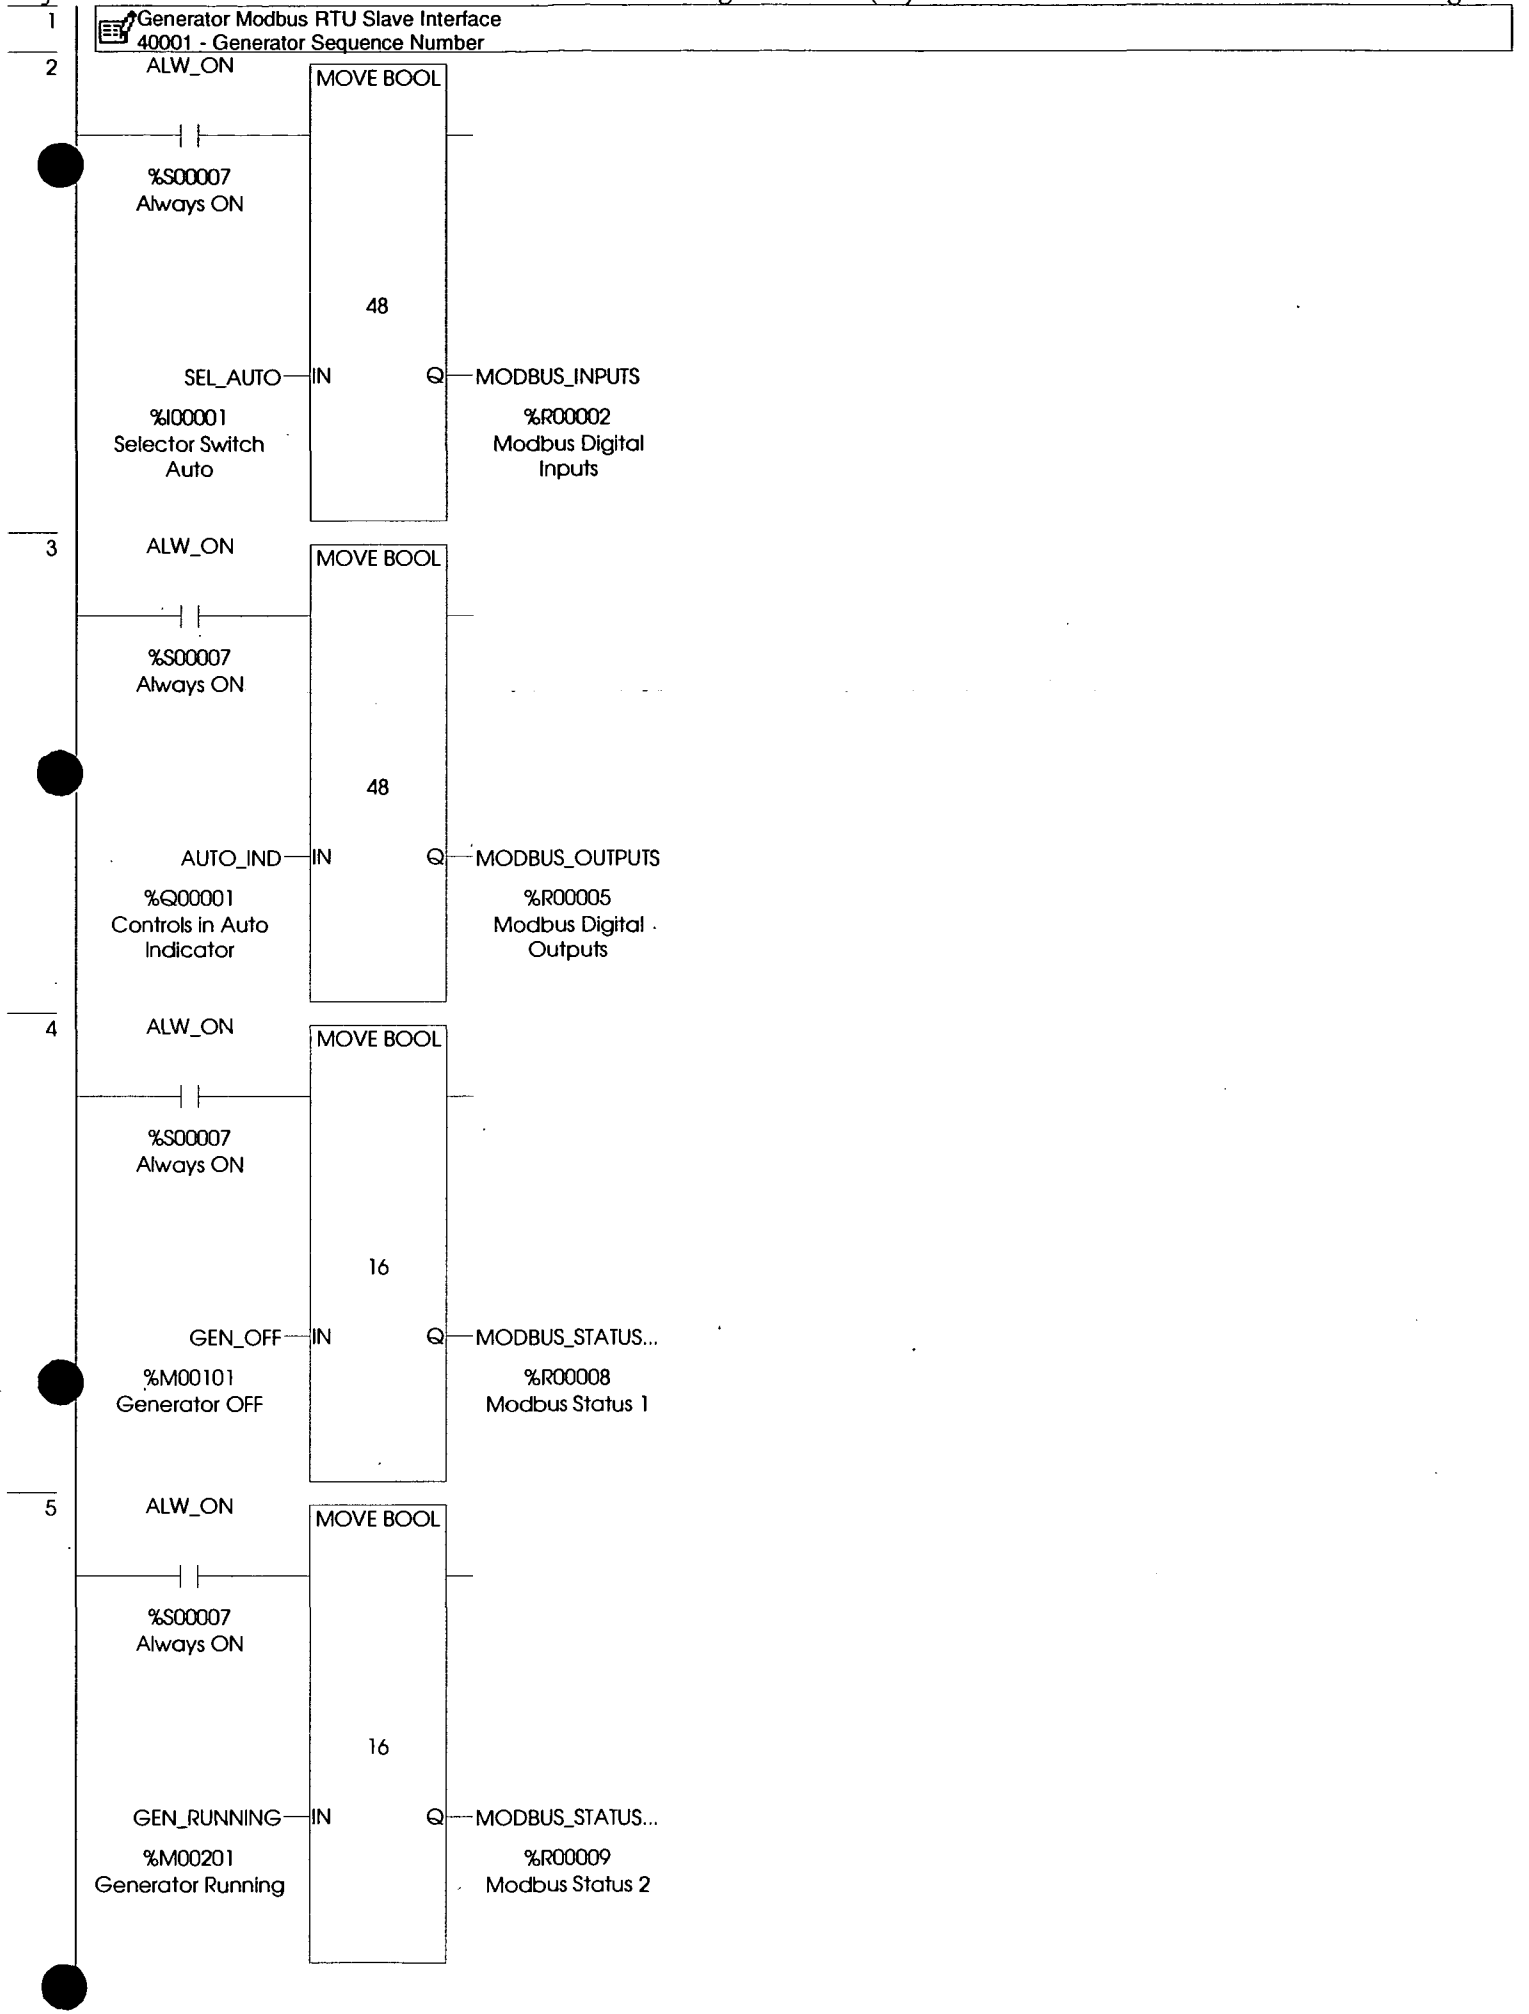 1
Generator Modbus RTU Slave Interface
40001 - Generator Sequence Number
2
ALW_ON
MOVE BOOL
%S00007
Always ON
48
SEL_AUTO
IN
Q
MODBUS_INPUTS
%I00001
%R00002
Selector Switch
Modbus Digital
Auto
Inputs
3
ALW_ON
MOVE BOOL
%S00007
Always ON
48
AUTO_IND
IN
Q
MODBUS_OUTPUTS
%Q00001
%R00005
Controls in Auto
Modbus Digital
Indicator
Outputs
4
ALW_ON
MOVE BOOL
%S00007
Always ON
16
GEN_OFF
IN
Q
MODBUS_STATUS...
%M00101
%R00008
Generator OFF
Modbus Status 1
5
ALW_ON
MOVE BOOL
%S00007
Always ON
16
GEN_RUNNING
IN
Q
MODBUS_STATUS...
%M00201
%R00009
Generator Running
Modbus Status 2